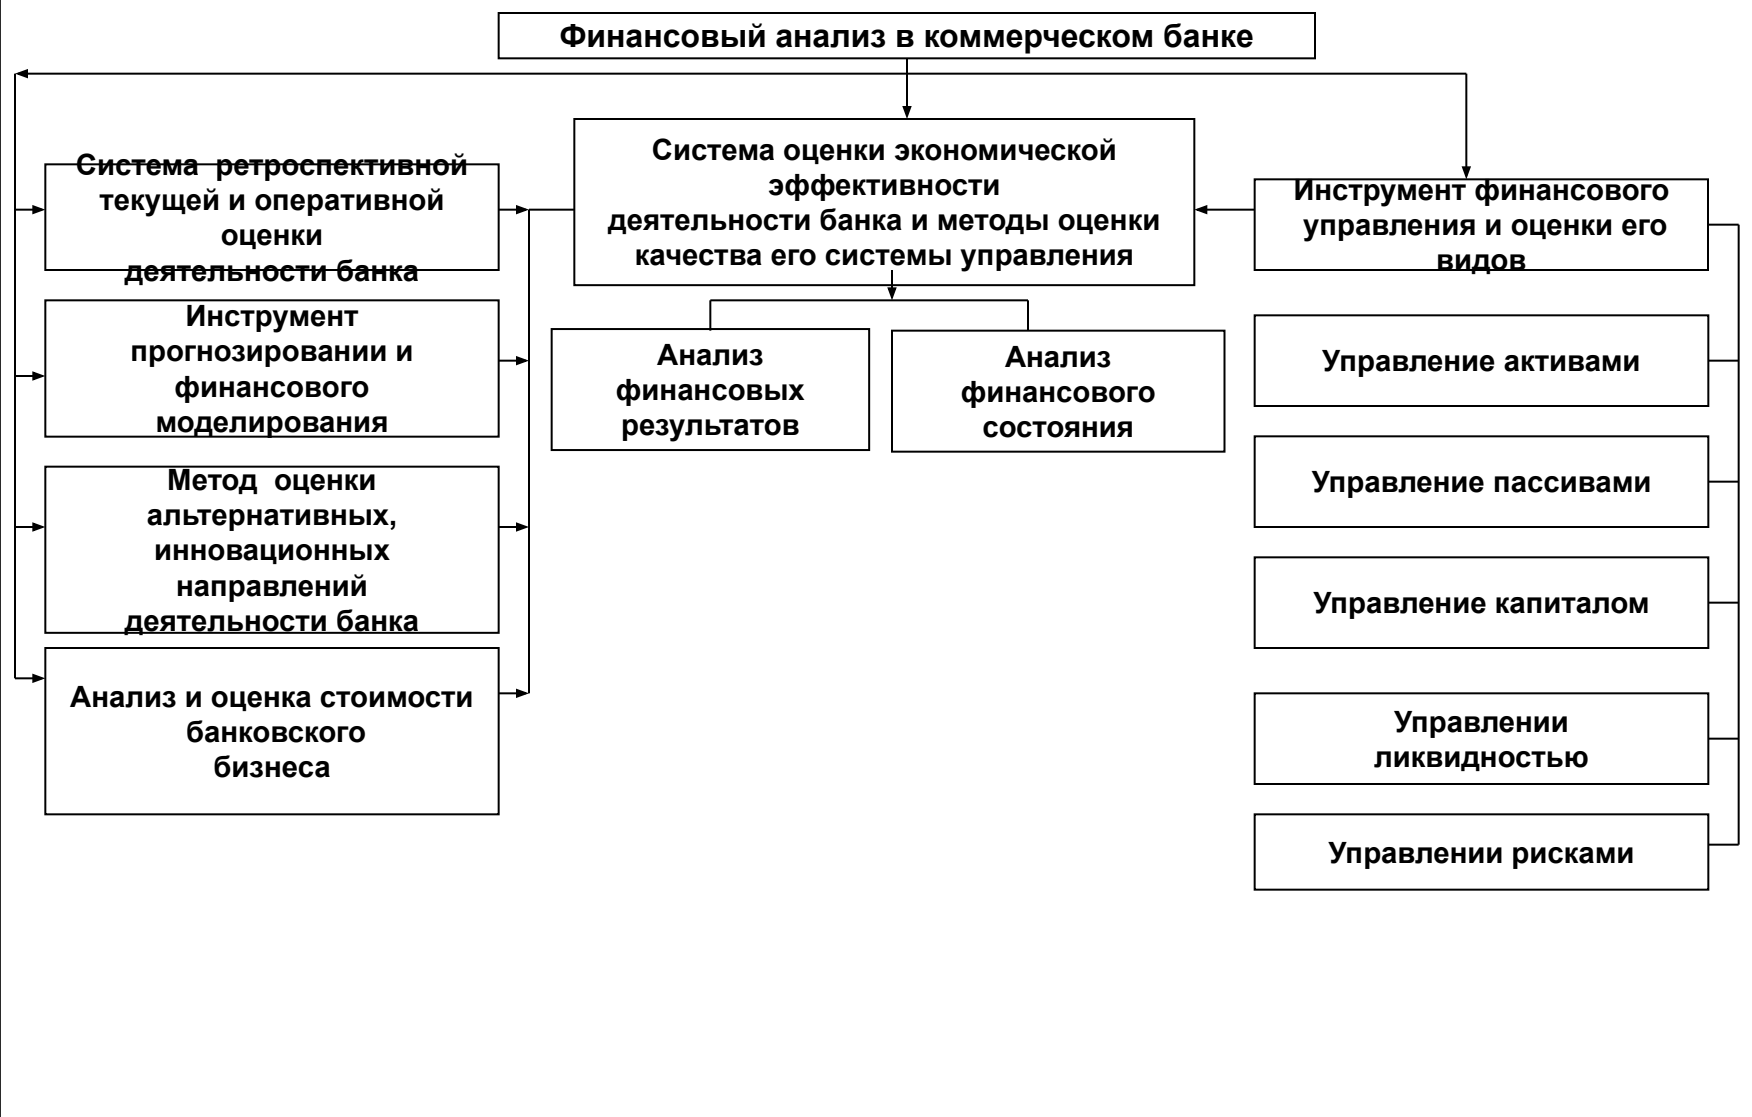 Финансовый анализ в коммерческом банке
Система ретроспективной
текущей и оперативной
оценки
деятельности банка
Инструмент
прогнозировании и
финансового
моделирования
Метод оценки
альтернативных,
инновационных
направлений
деятельности банка
Анализ и оценка стоимости
банковского
бизнеса
Система оценки экономической
эффективности
деятельности банка и методы оценки
качества его системы управления
Анализ
финансовых
результатов
Анализ
финансового
состояния
Инструмент финансового
управления и оценки его
видов
Управление активами
Управление пассивами
Управление капиталом
Управлении
ликвидностью
Управлении рисками